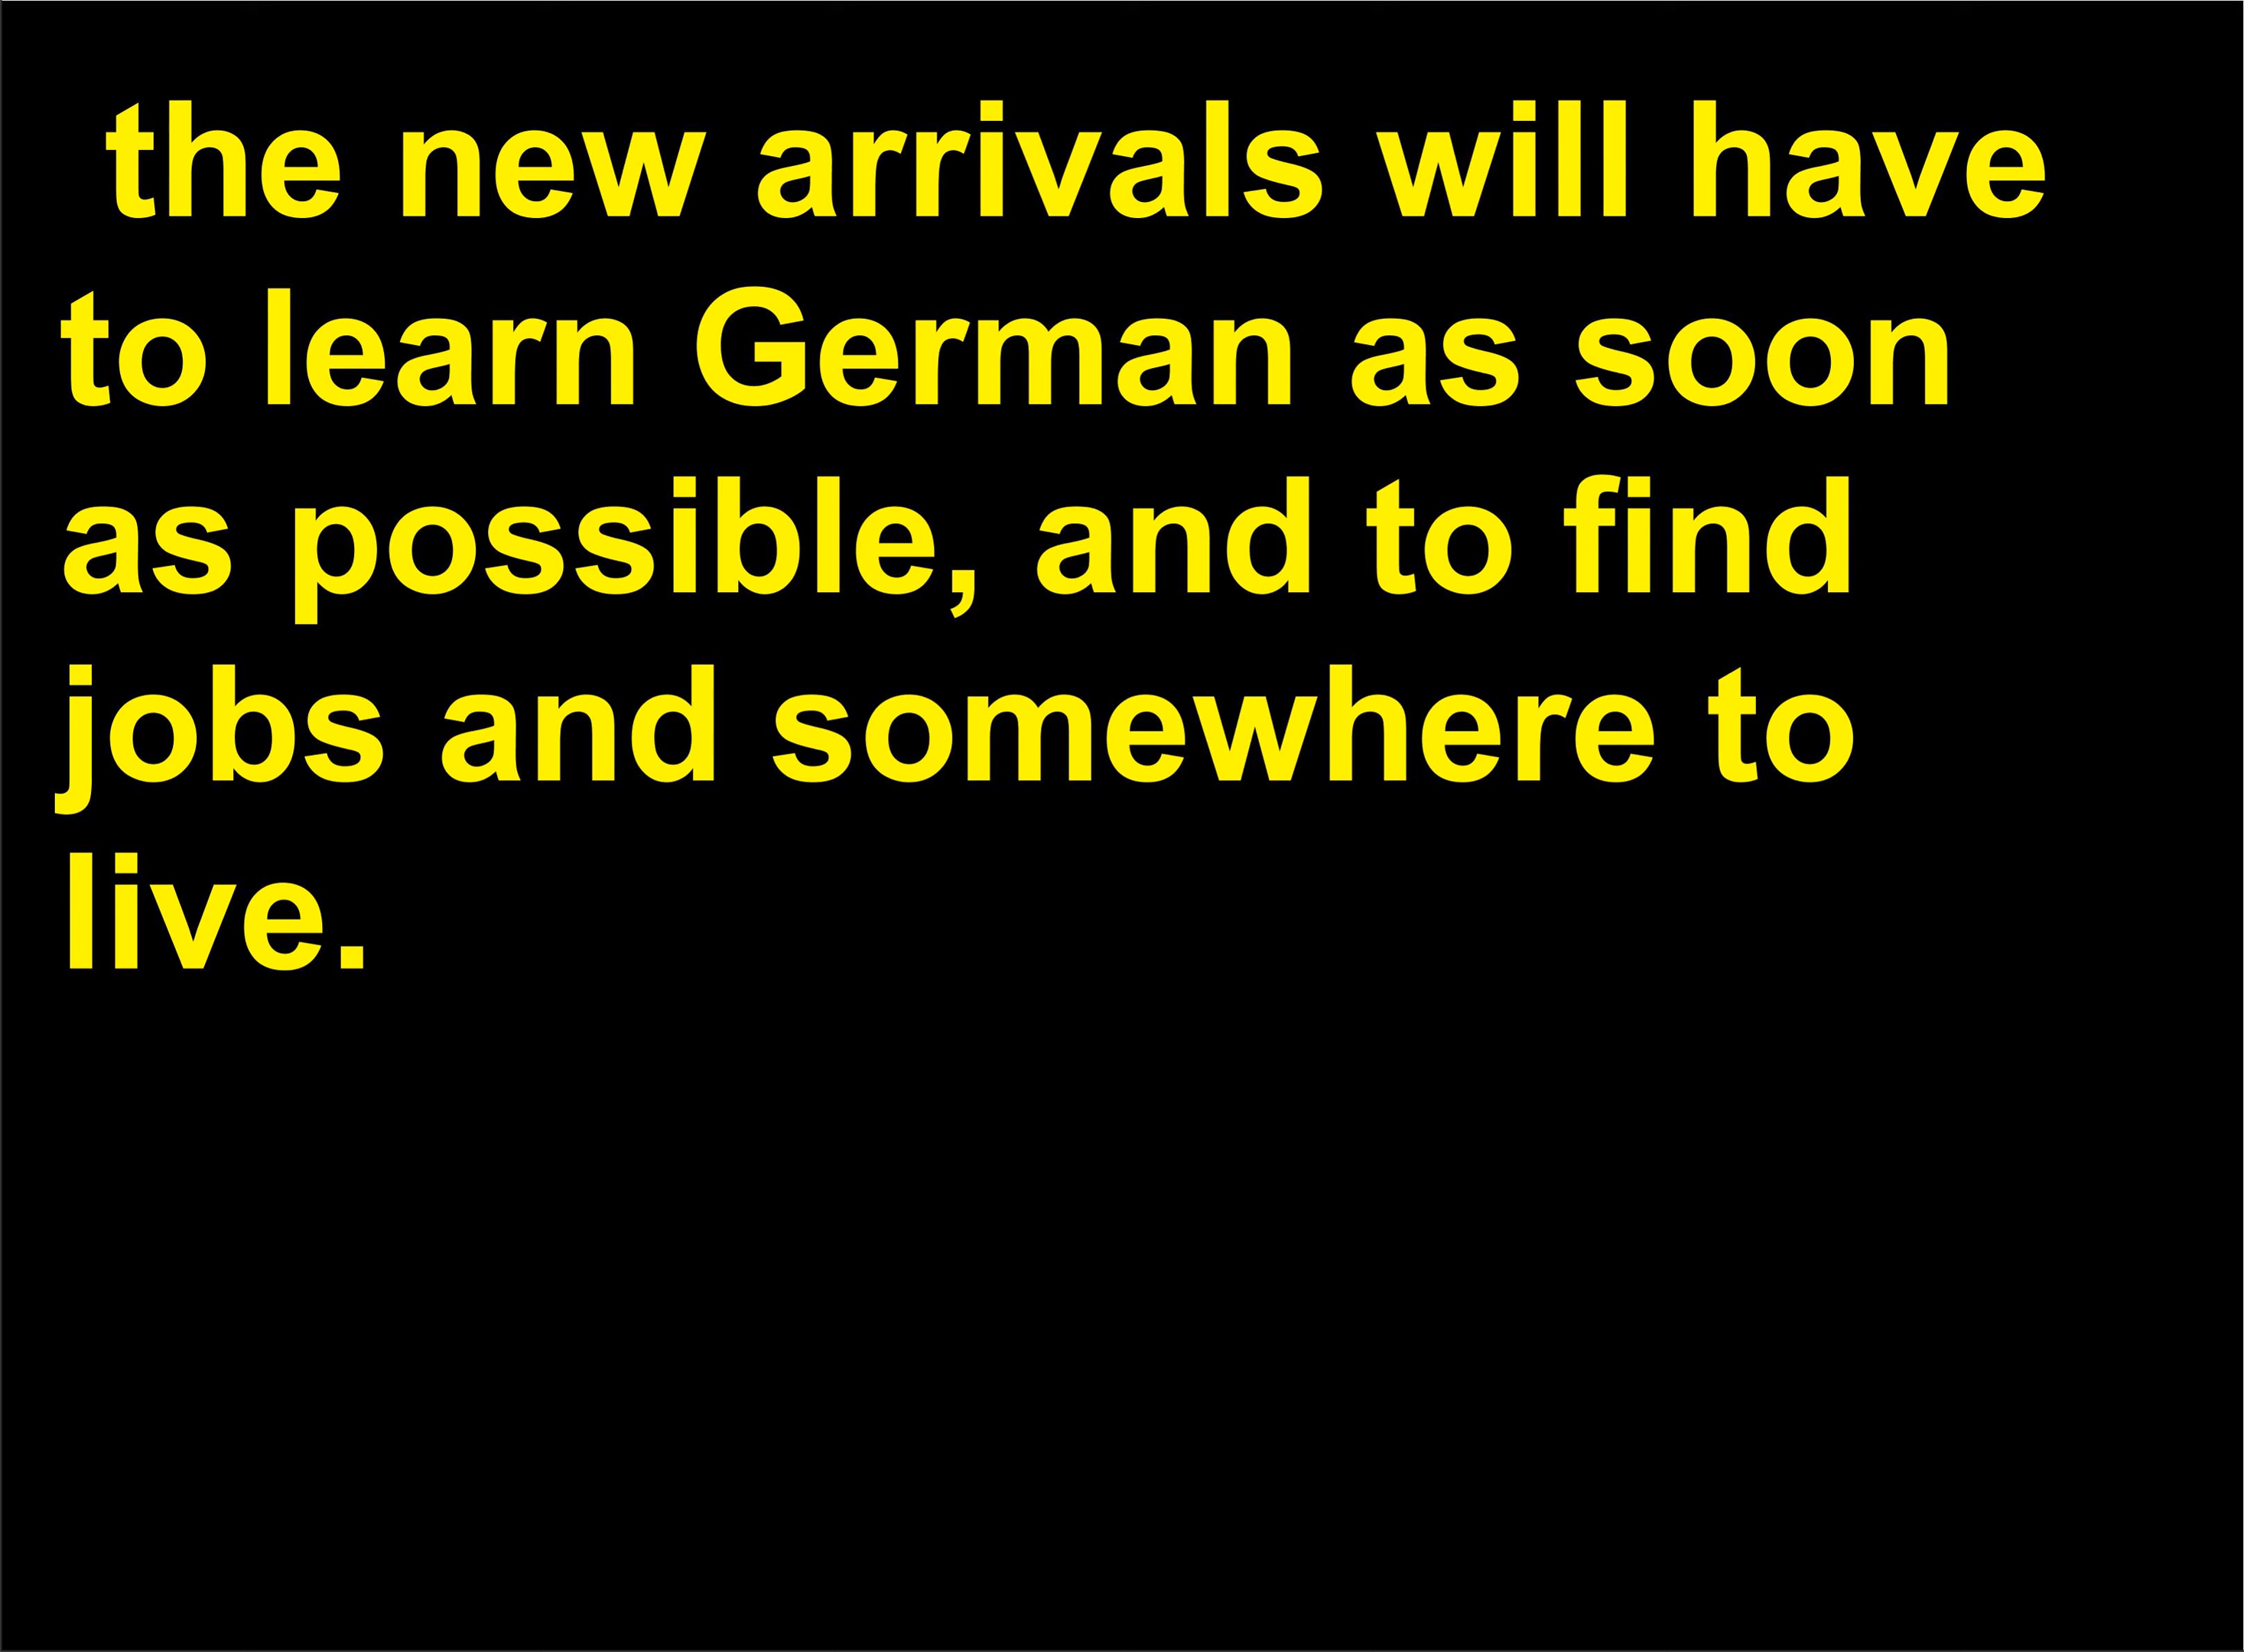 the new arrivals will have
to learn German as soon
as possible, and to find
jobs and somewhere to
live.